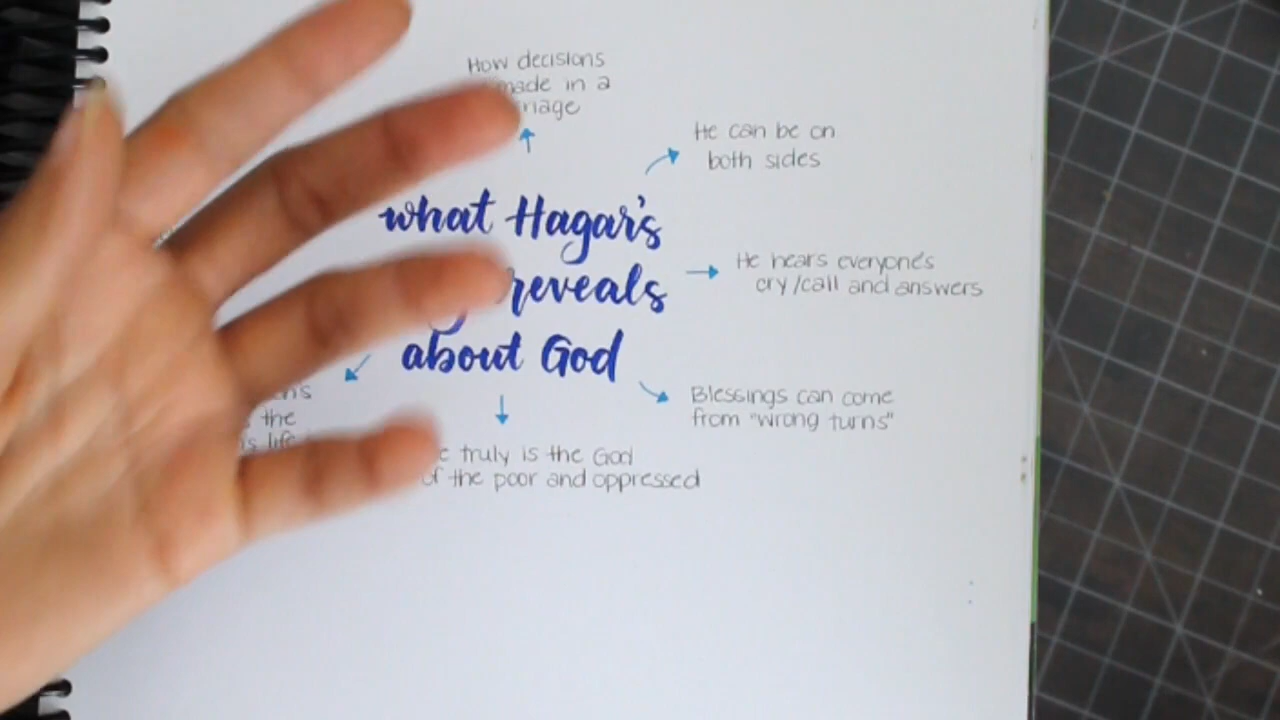 How decisions
made in a
He can be on
both sides
what Hagar's
reveals
about God
He hears everyone's
cry/call and answers
Blessings can come
from "wrong turns"
the
truly is the God
of the poor and oppressed